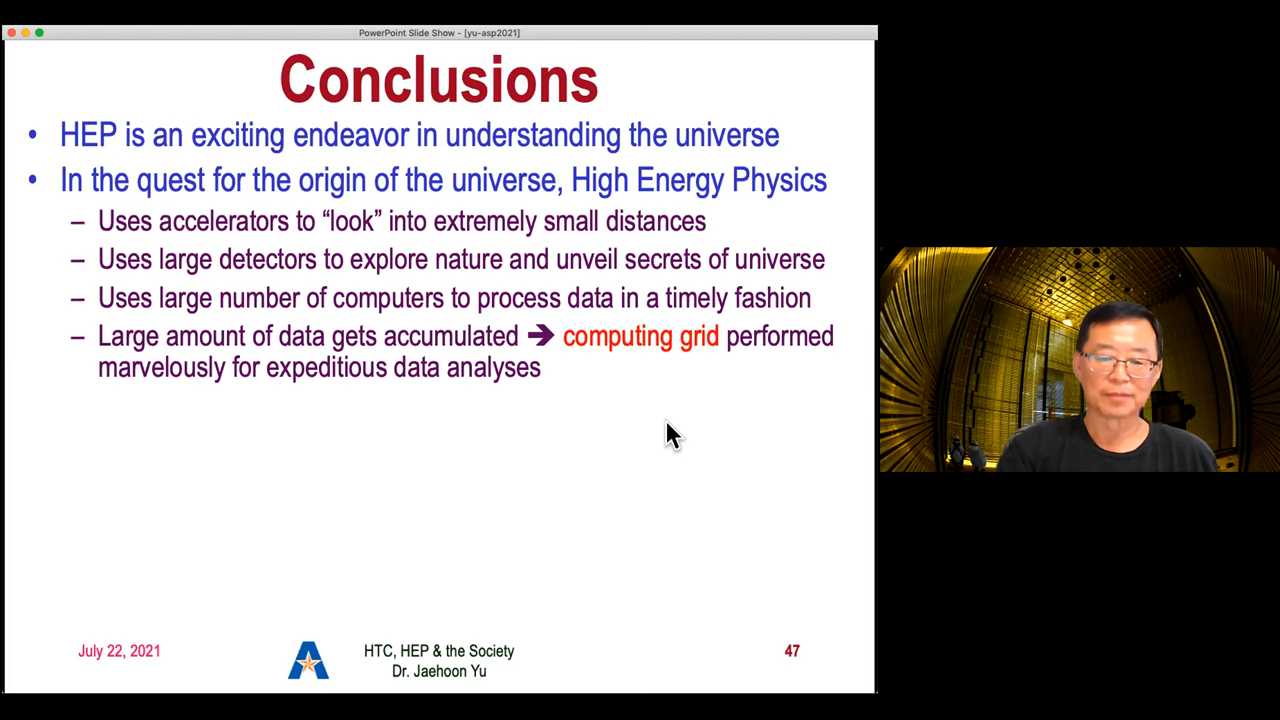 PowerPoint Slide Show - [yu-asp2021]
Conclusions
• HEP is an exciting endeavor in understanding the universe
• In the quest for the origin of the universe, High Energy Physics
– Uses accelerators to “look” into extremely small distances
– Uses large detectors to explore nature and unveil secrets of universe
– Uses large number of computers to process data in a timely fashion
– Large amount of data gets accumulated ➔ computing grid performed
marvelously for expeditious data analyses
July 22, 2021
HTC, HEP & the Society
Dr. Jaehoon Yu
47